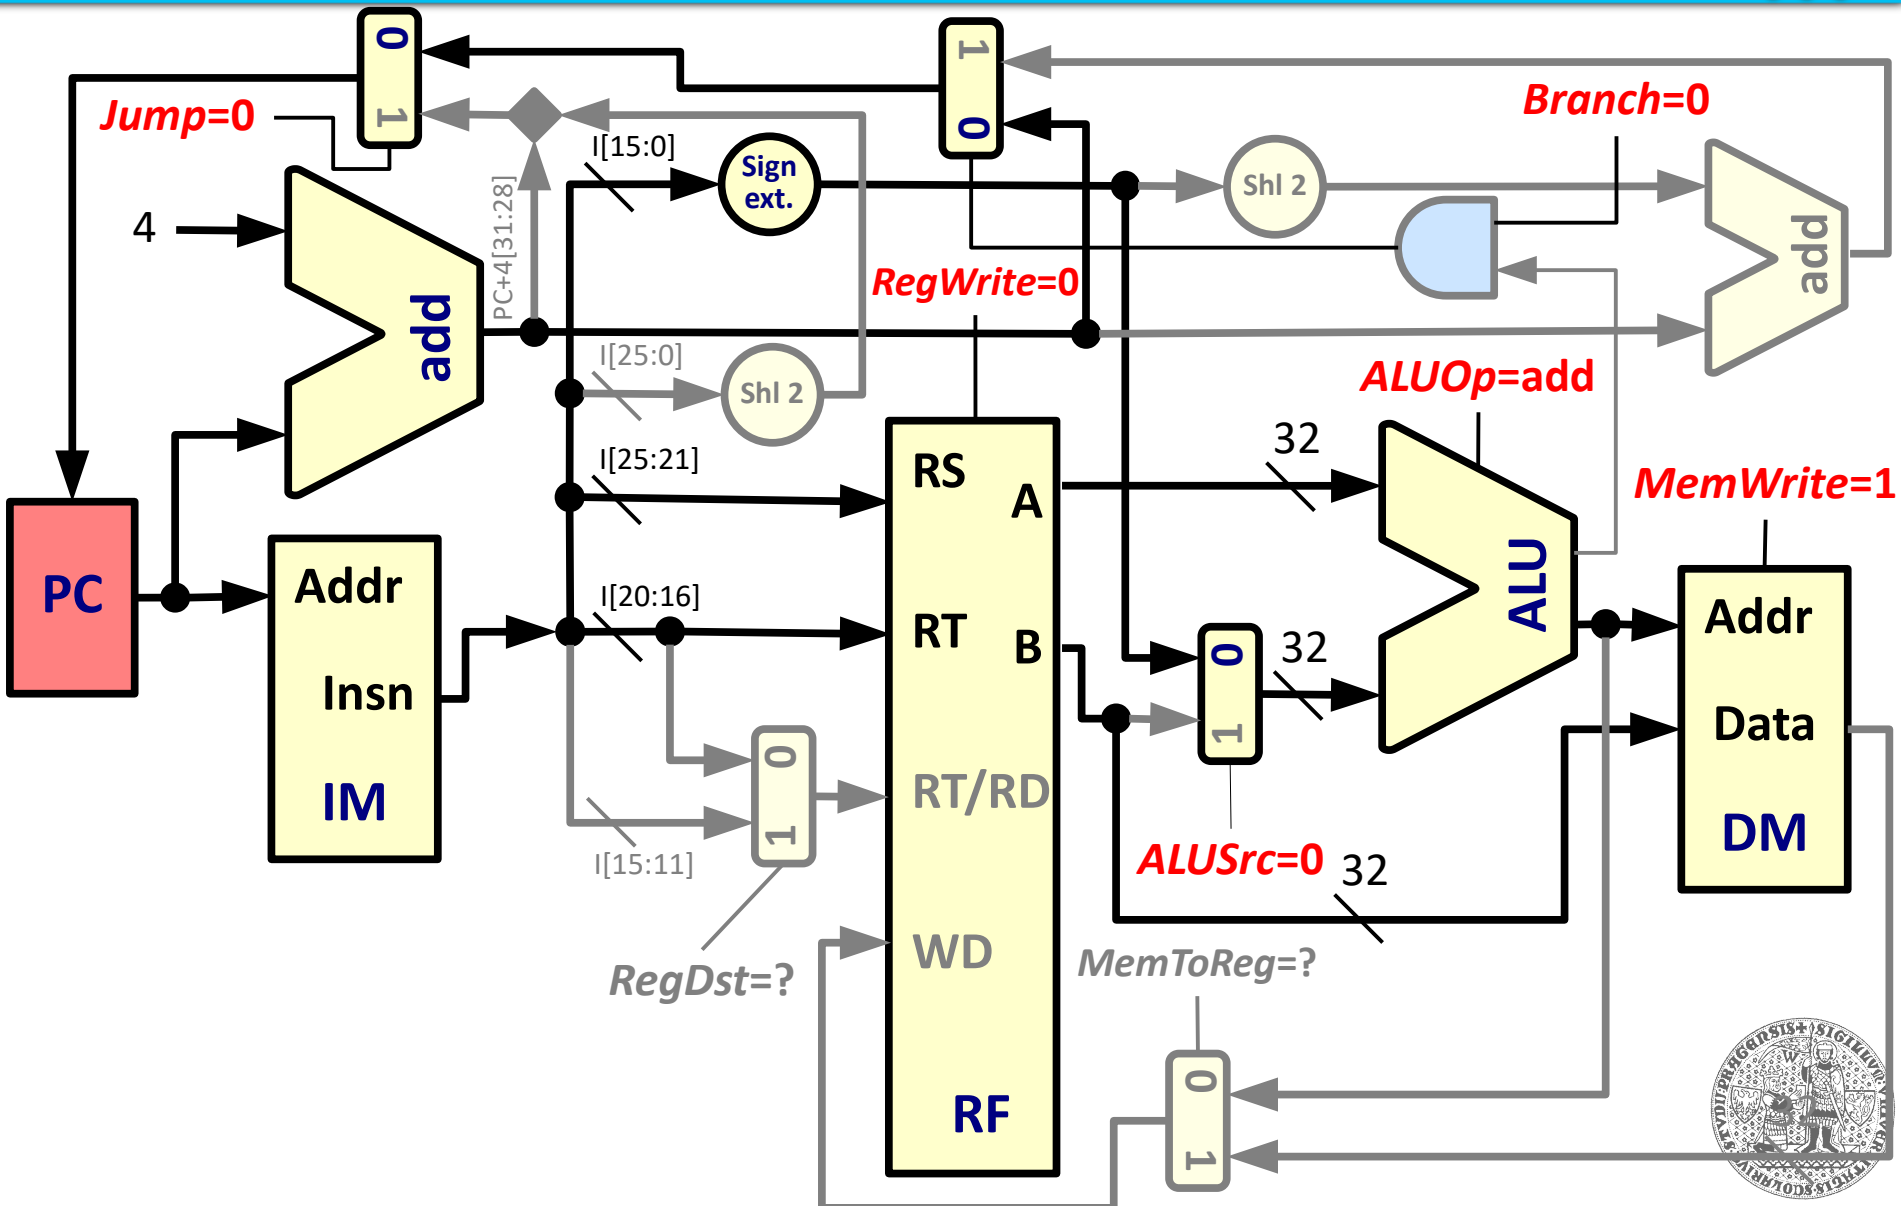 0
1
1
0
Jump=0
Branch=0
I[15:0]
Sign
ext.
Shl 2
4
PC+4[31:28]
add
add
RegWrite=0
I[25:0]
Shl 2
ALUOp=add
I[25:21]
RS
A
32
MemWrite=1
PC
Addr
Insn
IM
I[20:16]
RT
B
0
1
32
ALU
Addr
Data
DM
0
1
RT/RD
I[15:11]
ALUSrc=0
32
RegDst=?
WD
MemToReg=?
RF
0
1